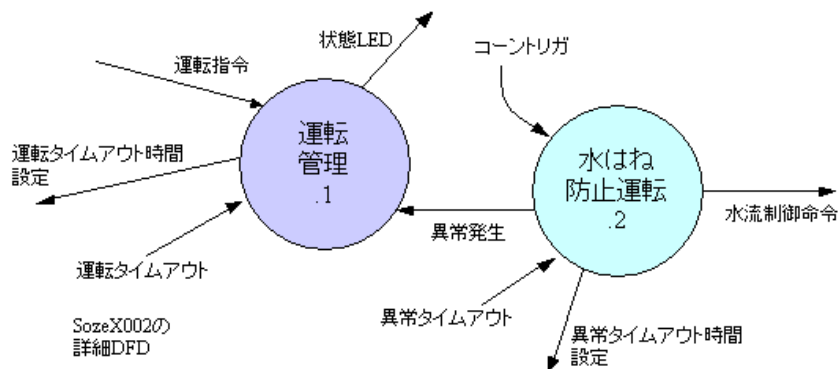 状態LED
コーントリガ
運転指令
運転
管理
.1
水はね
防止運転
.2
運転タイムアウト時間
設定
水流制御命令
異常発生
運転タイムアウト
異常タイムアウト
SozeX002の
詳細DFD
異常タイムアウト時間
設定